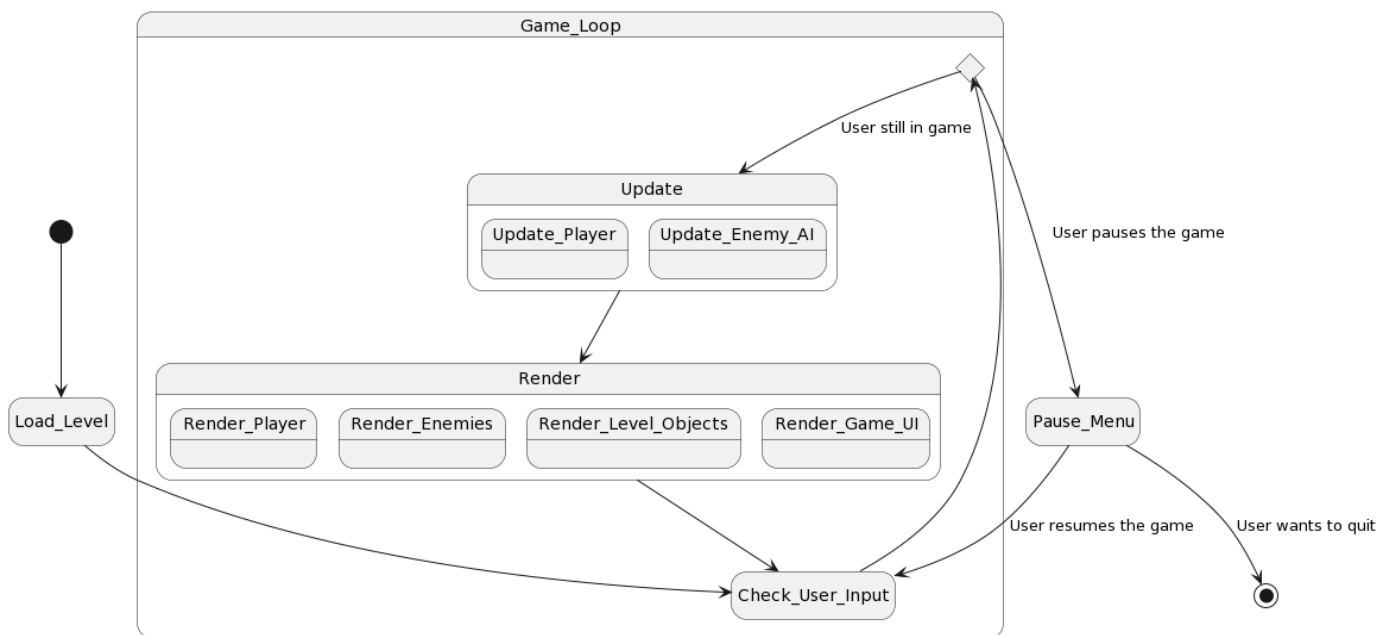 Game_Loop
User still in game
Update
Update_Player
Update_Enemy_AI
User pauses the game
Render
Load_Level
Render_Player
Render_Enemies
Render_Level_Objects
Render_Game_UI
Pause_Menu
User resumes the game
User wants to quit
Check_User_Input